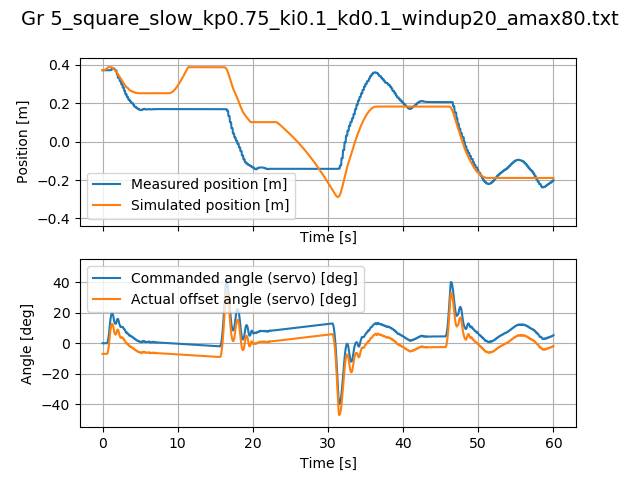 Gr 5_square_slow_kp0.75_ki0.1_kd0.1_windup20_amax80.txt
Position [m]
0.4
0.2
0.0
−0.2
−0.4
Measured position [m]
Simulated position [m]
Time [s]
Angle [deg]
40
20
0
−20
−40
Commanded angle (servo) [deg]
Actual offset angle (servo) [deg]
0 10 20 30 40 50 60
Time [s]